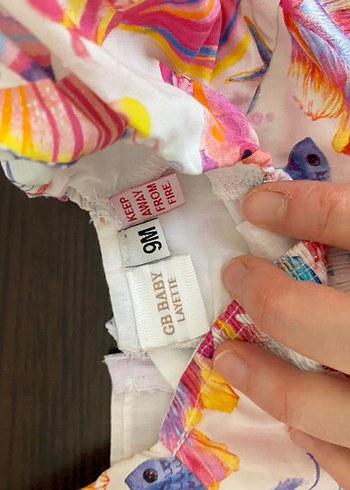 KEEP
AWAY
FROM
FIRE
9M
GB BABY
LAYETTE